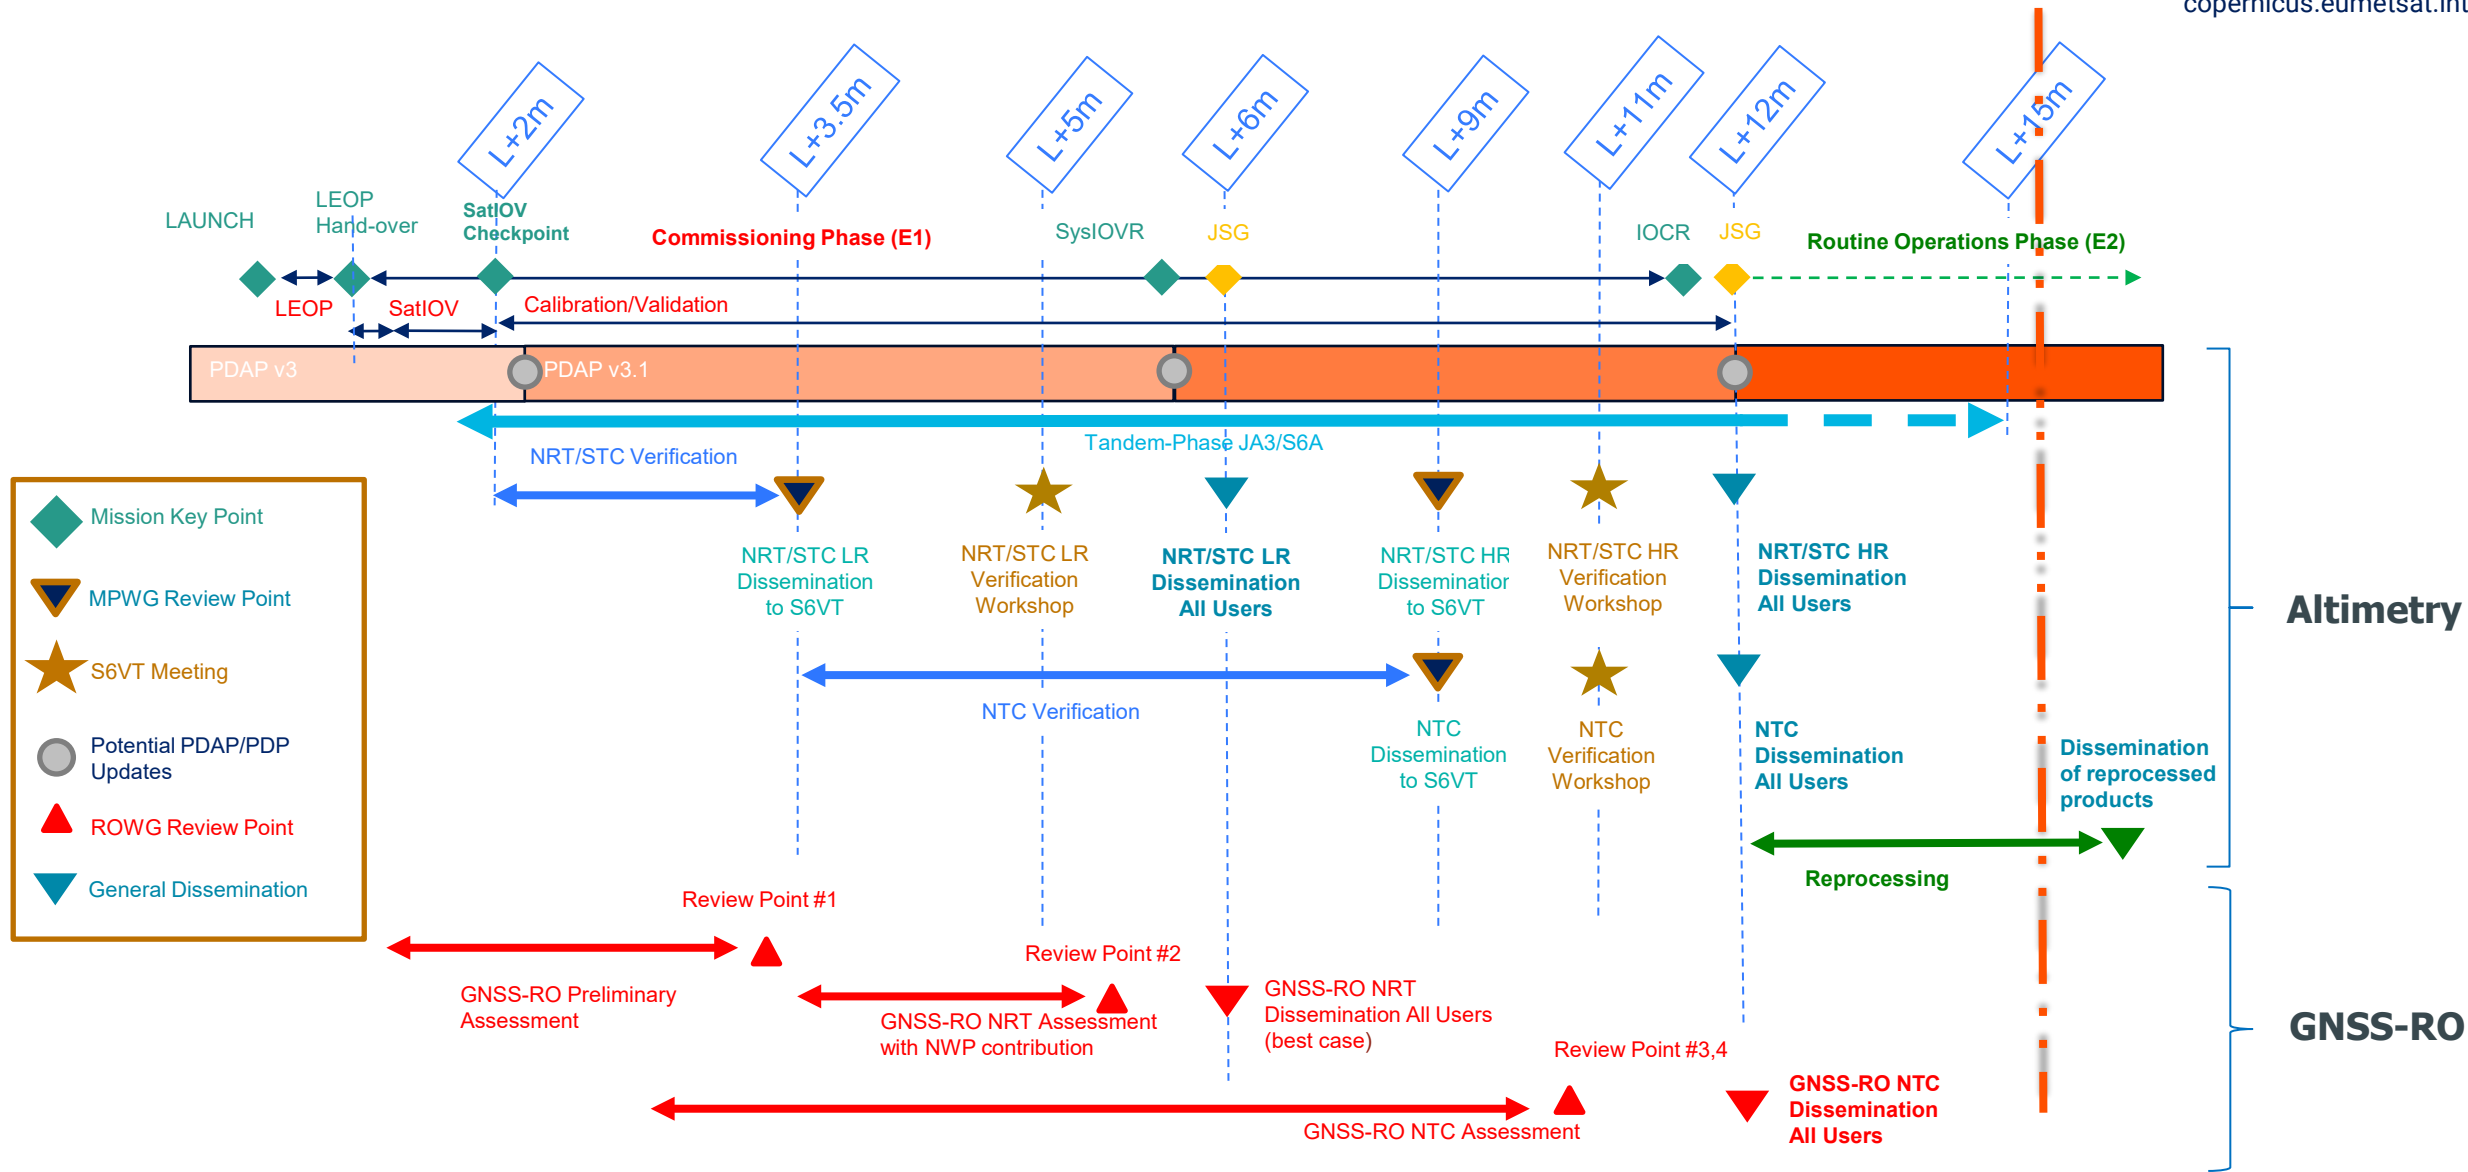 copernicus.eumetsat.int
L+2m
L+3.5m
L+5m
L+6m
L+9m
L+11m
L+12m
L+15m
LAUNCH
LEOP
Hand-over
SatIOV
Checkpoint
Commissioning Phase (E1)
SysIOVR
JSG
IOCR
JSG
Routine Operations Phase (E2)
LEOP
SatIOV
Calibration/Validation
PDAP v3
PDAP v3.1
Tandem-Phase JA3/S6A
NRT/STC Verification
Mission Key Point
MPWG Review Point
S6VT Meeting
Potential PDAP/PDP
Updates
ROWG Review Point
General Dissemination
NRT/STC LR
Dissemination
to S6VT
NRT/STC LR
Verification
Workshop
NRT/STC LR
Dissemination
All Users
NRT/STC HR
Dissemination
to S6VT
NRT/STC HR
Verification
Workshop
NRT/STC HR
Dissemination
All Users
Altimetry
NTC Verification
NTC
Dissemination
to S6VT
NTC
Verification
Workshop
NTC
Dissemination
All Users
Dissemination
of reprocessed
products
Reprocessing
Review Point #1
GNSS-RO Preliminary
Assessment
Review Point #2
GNSS-RO NRT Assessment
with NWP contribution
GNSS-RO NRT
Dissemination All Users
(best case)
GNSS-RO
Review Point #3,4
GNSS-RO NTC Assessment
GNSS-RO NTC
Dissemination
All Users